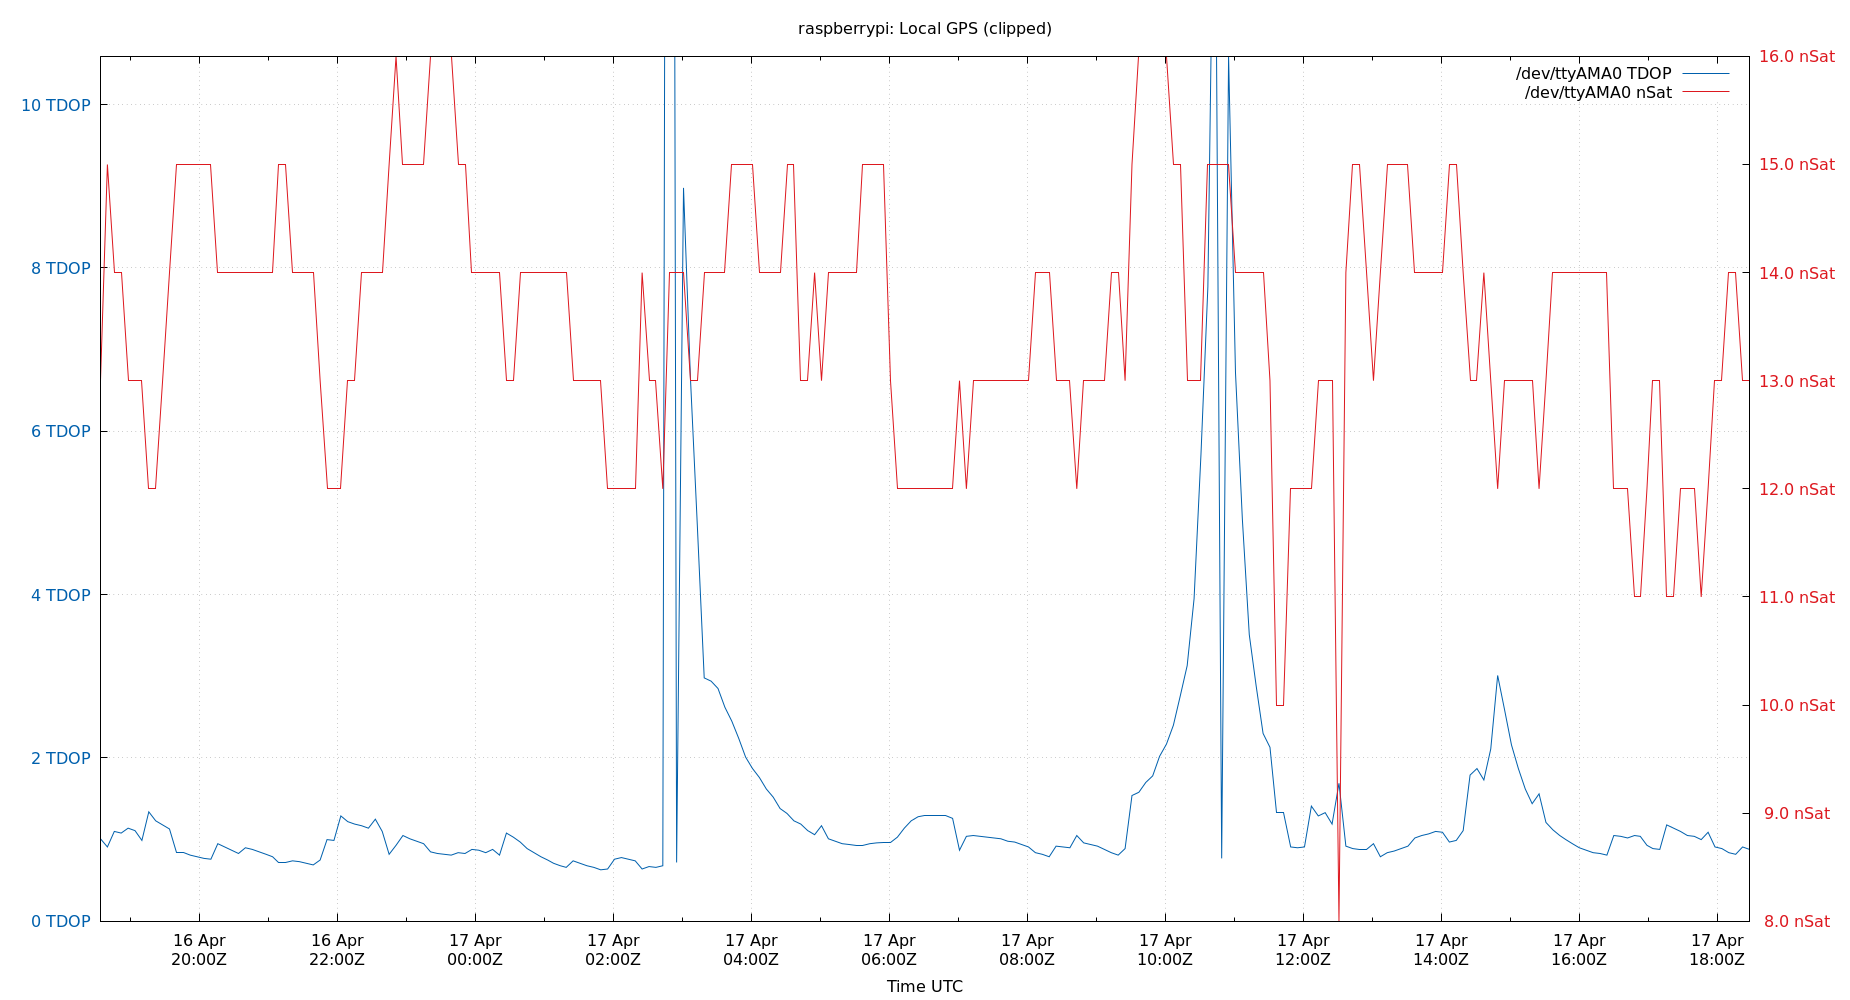 raspberrypi: Local GPS (clipped)
/dev/ttyAMA0 TDOP
/dev/ttyAMA0 nSat
10 TDOP
8 TDOP
6 TDOP
4 TDOP
2 TDOP
0 TDOP
16.0 nSat
15.0 nSat
14.0 nSat
13.0 nSat
12.0 nSat
11.0 nSat
10.0 nSat
9.0 nSat
8.0 nSat
16 Apr 16 Apr 17 Apr 17 Apr 17 Apr 17 Apr 17 Apr 17 Apr 17 Apr 17 Apr 17 Apr 17 Apr
20:00Z 22:00Z 00:00Z 02:00Z 04:00Z 06:00Z 08:00Z 10:00Z 12:00Z 14:00Z 16:00Z 18:00Z
Time UTC